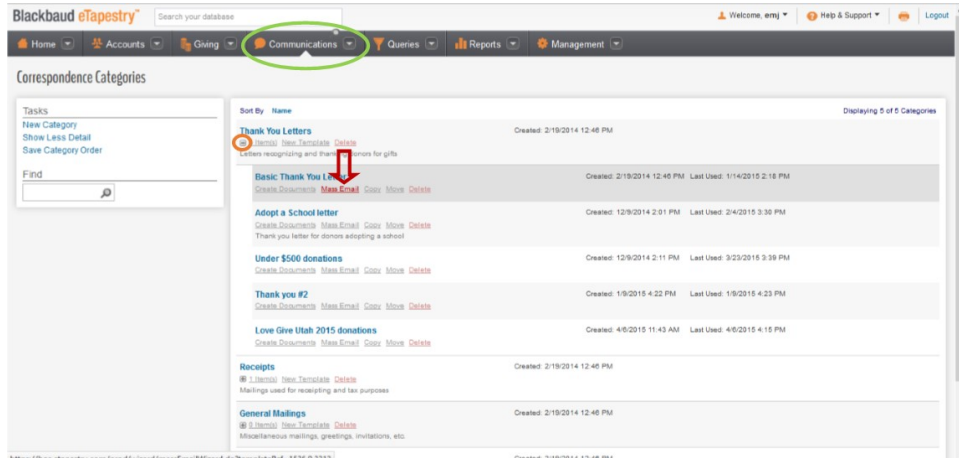 Blackbaud eTapestry™ Search your database Welcome, emj Help & Support Logout
Home Accounts Giving Communications Queries Reports Management
Correspondence Categories
Tasks
New Category
Show Less Detail
Save Category Order
Find
Sort By Name Displaying 5 of 5 Categories
Thank You Letters Created: 2/19/2014 12:46 PM
Item(s) New Template Delete
Letters recognizing and thanking donors for gifts
Basic Thank You Letter Created: 2/19/2014 12:46 PM Last Used: 1/14/2015 2:18 PM
Create Documents Mass Email Copy Move Delete
Adopt a School letter Created: 12/9/2014 2:01 PM Last Used: 2/4/2015 3:38 PM
Create Documents Mass Email Copy Move Delete
Thank you letter for donors adopting a school
Under $500 donations Created: 12/9/2014 2:11 PM Last Used: 3/23/2015 3:39 PM
Create Documents Mass Email Copy Move Delete
Thank you #2 Created: 1/9/2015 4:22 PM Last Used: 1/9/2015 4:23 PM
Create Documents Mass Email Copy Move Delete
Love Give Utah 2015 donations Created: 4/6/2015 11:43 AM Last Used: 4/6/2015 4:15 PM
Create Documents Mass Email Copy Move Delete
Receipts Created: 2/19/2014 12:46 PM
1 Item(s) New Template Delete
Mailings used for receipting and tax purposes
General Mailings Created: 2/19/2014 12:46 PM
Item(s) New Template Delete
Miscellaneous mailings, greetings, invitations, etc.